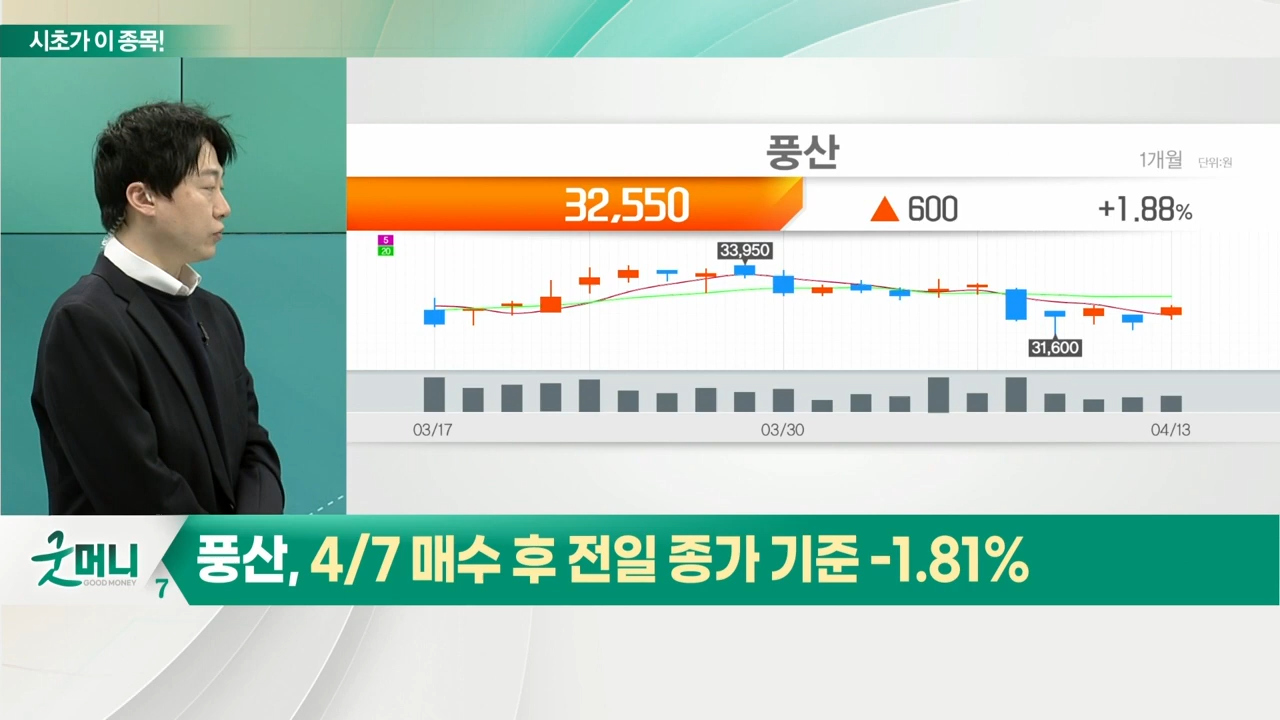 시초가 이 종목!
풍산
1개월 단위:원
32,550 ▲ 600 +1.88%
5
20
33,950
31,600
03/17 03/30 04/13
굿머니
GOOD MONEY
7
풍산, 4/7 매수 후 전일 종가 기준 -1.81%